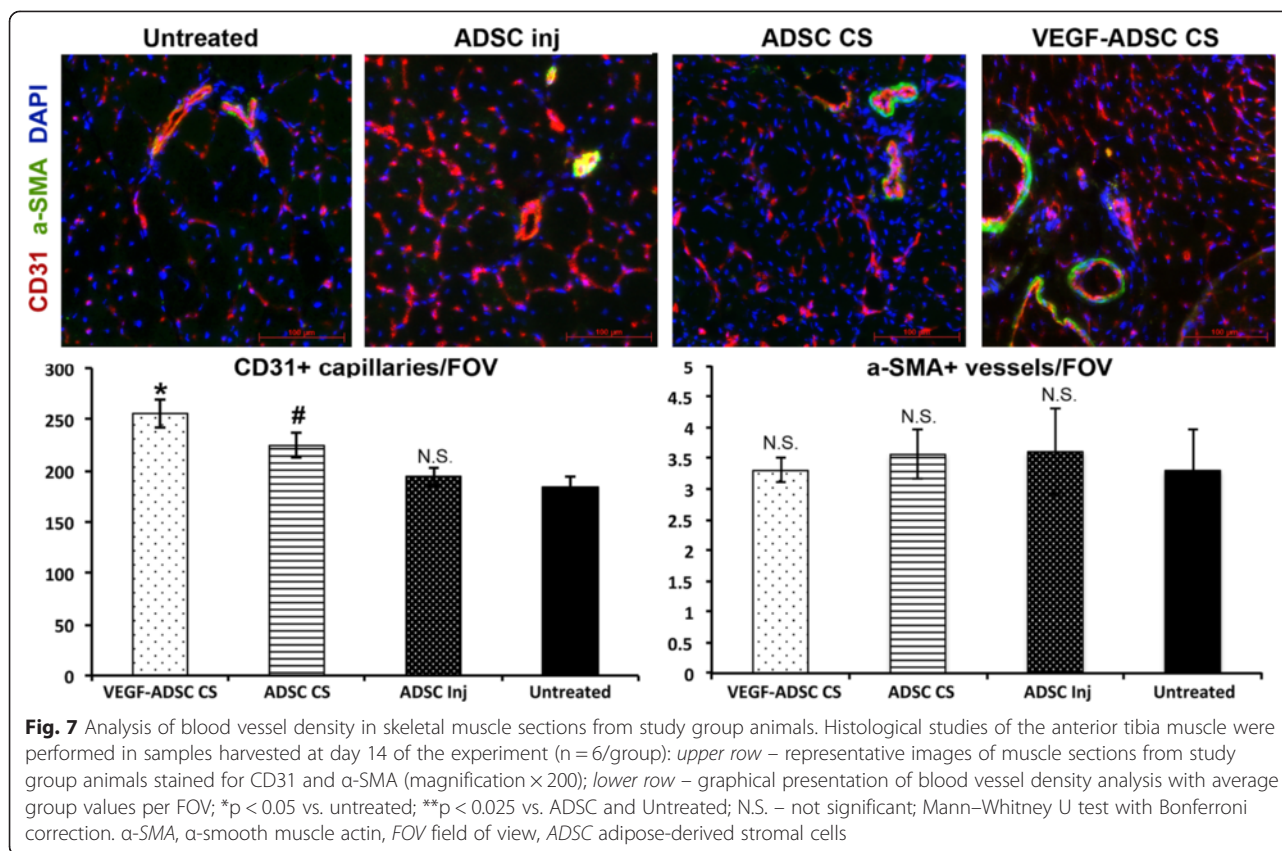 Untreated
ADSC inj
ADSC CS
VEGF-ADSC CS
CD31 a-SMA DAPI
100 µm
100 µm
100 µm
100 µm
CD31+ capillaries/FOV
300
250
200
150
100
50
0
*
#
N.S.
VEGF-ADSC CS
ADSC CS
ADSC Inj
Untreated
a-SMA+ vessels/FOV
5
4.5
4
3.5
3
2.5
2
1.5
1
0.5
0
N.S.
N.S.
N.S.
VEGF-ADSC CS
ADSC CS
ADSC Inj
Untreated
Fig. 7 Analysis of blood vessel density in skeletal muscle sections from study group animals. Histological studies of the anterior tibia muscle were
performed in samples harvested at day 14 of the experiment (n = 6/group): upper row – representative images of muscle sections from study
group animals stained for CD31 and α-SMA (magnification × 200); lower row – graphical presentation of blood vessel density analysis with average
group values per FOV; *p < 0.05 vs. untreated; **p < 0.025 vs. ADSC and Untreated; N.S. – not significant; Mann–Whitney U test with Bonferroni
correction. α-SMA, α-smooth muscle actin, FOV field of view, ADSC adipose-derived stromal cells